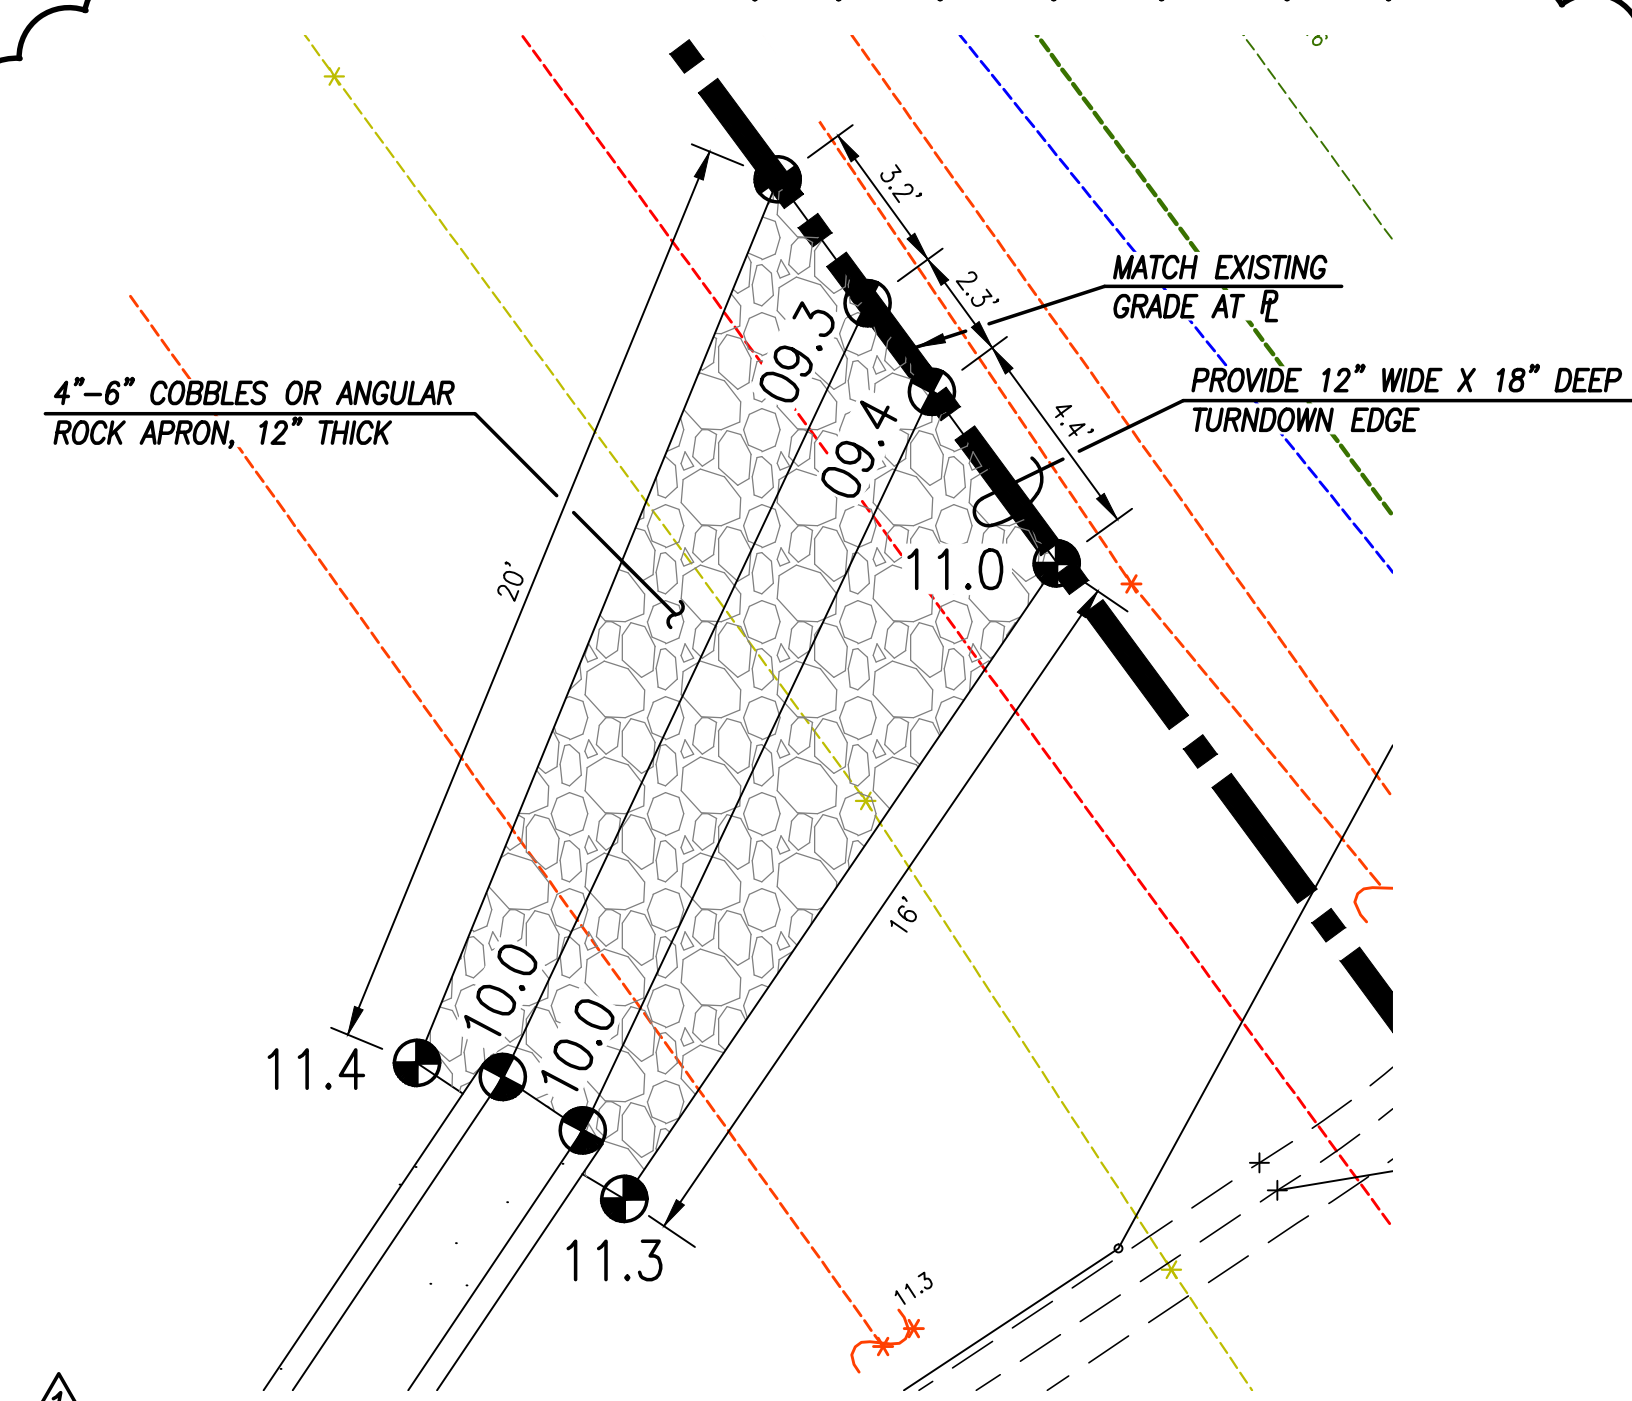 8'
3.2'
2.3'
MATCH EXISTING
GRADE AT ⅊
09.3
4"-6" COBBLES OR ANGULAR
ROCK APRON, 12" THICK
PROVIDE 12" WIDE X 18" DEEP
TURNDOWN EDGE
4.4'
09.4
11.0
20'
16'
10.0
10.0
11.4
11.3
11.3
1